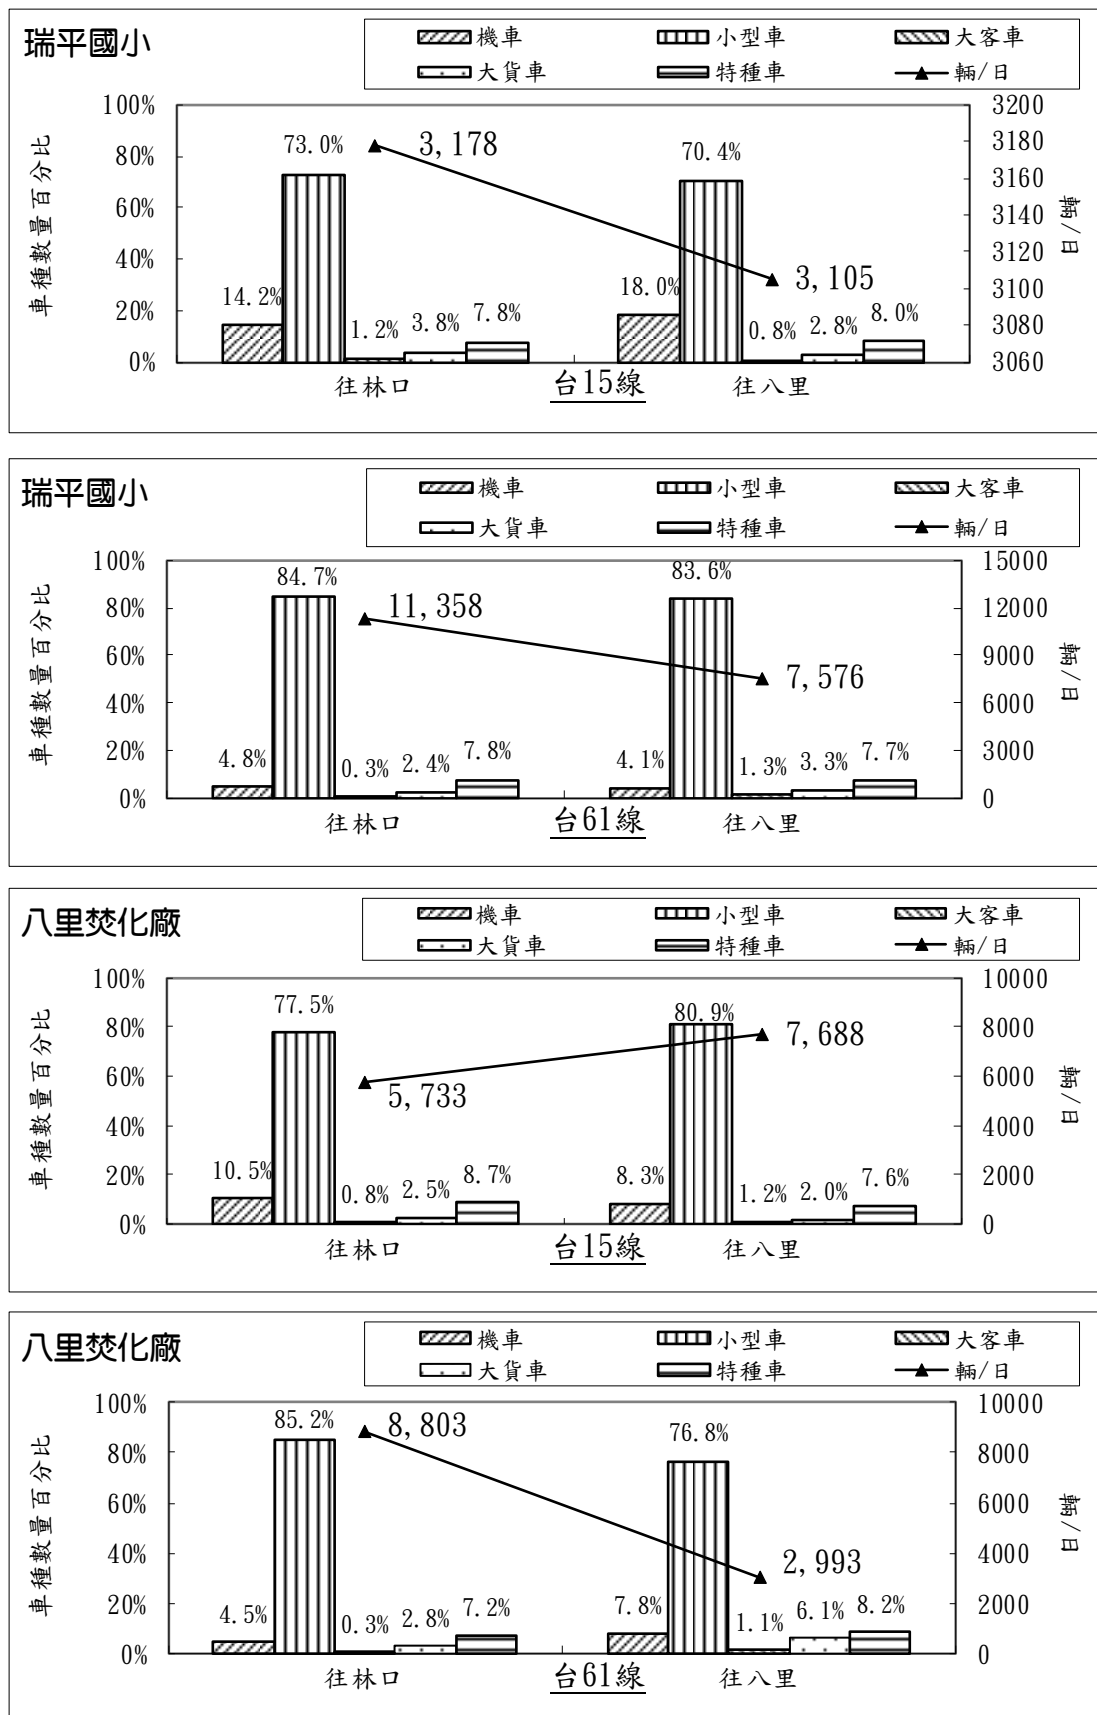 瑞平國小
機車 小型車 大客車
大貨車 特種車 輛/日
車種數量百分比
輛/日
100% 80% 60% 40% 20% 0%
3200 3180 3160 3140 3120 3100 3080 3060
14.2% 73.0% 1.2% 3.8% 7.8% 3,178
18.0% 70.4% 0.8% 2.8% 8.0% 3,105
往林口 台15線 往八里
瑞平國小
機車 小型車 大客車
大貨車 特種車 輛/日
車種數量百分比
輛/日
100% 80% 60% 40% 20% 0%
15000 12000 9000 6000 3000 0
4.8% 84.7% 0.3% 2.4% 7.8% 11,358
4.1% 83.6% 1.3% 3.3% 7.7% 7,576
往林口 台61線 往八里
八里焚化廠
機車 小型車 大客車
大貨車 特種車 輛/日
車種數量百分比
輛/日
100% 80% 60% 40% 20% 0%
10000 8000 6000 4000 2000 0
10.5% 77.5% 0.8% 2.5% 8.7% 5,733
8.3% 80.9% 1.2% 2.0% 7.6% 7,688
往林口 台15線 往八里
八里焚化廠
機車 小型車 大客車
大貨車 特種車 輛/日
車種數量百分比
輛/日
100% 80% 60% 40% 20% 0%
10000 8000 6000 4000 2000 0
4.5% 85.2% 0.3% 2.8% 7.2% 8,803
7.8% 76.8% 1.1% 6.1% 8.2% 2,993
往林口 台61線 往八里